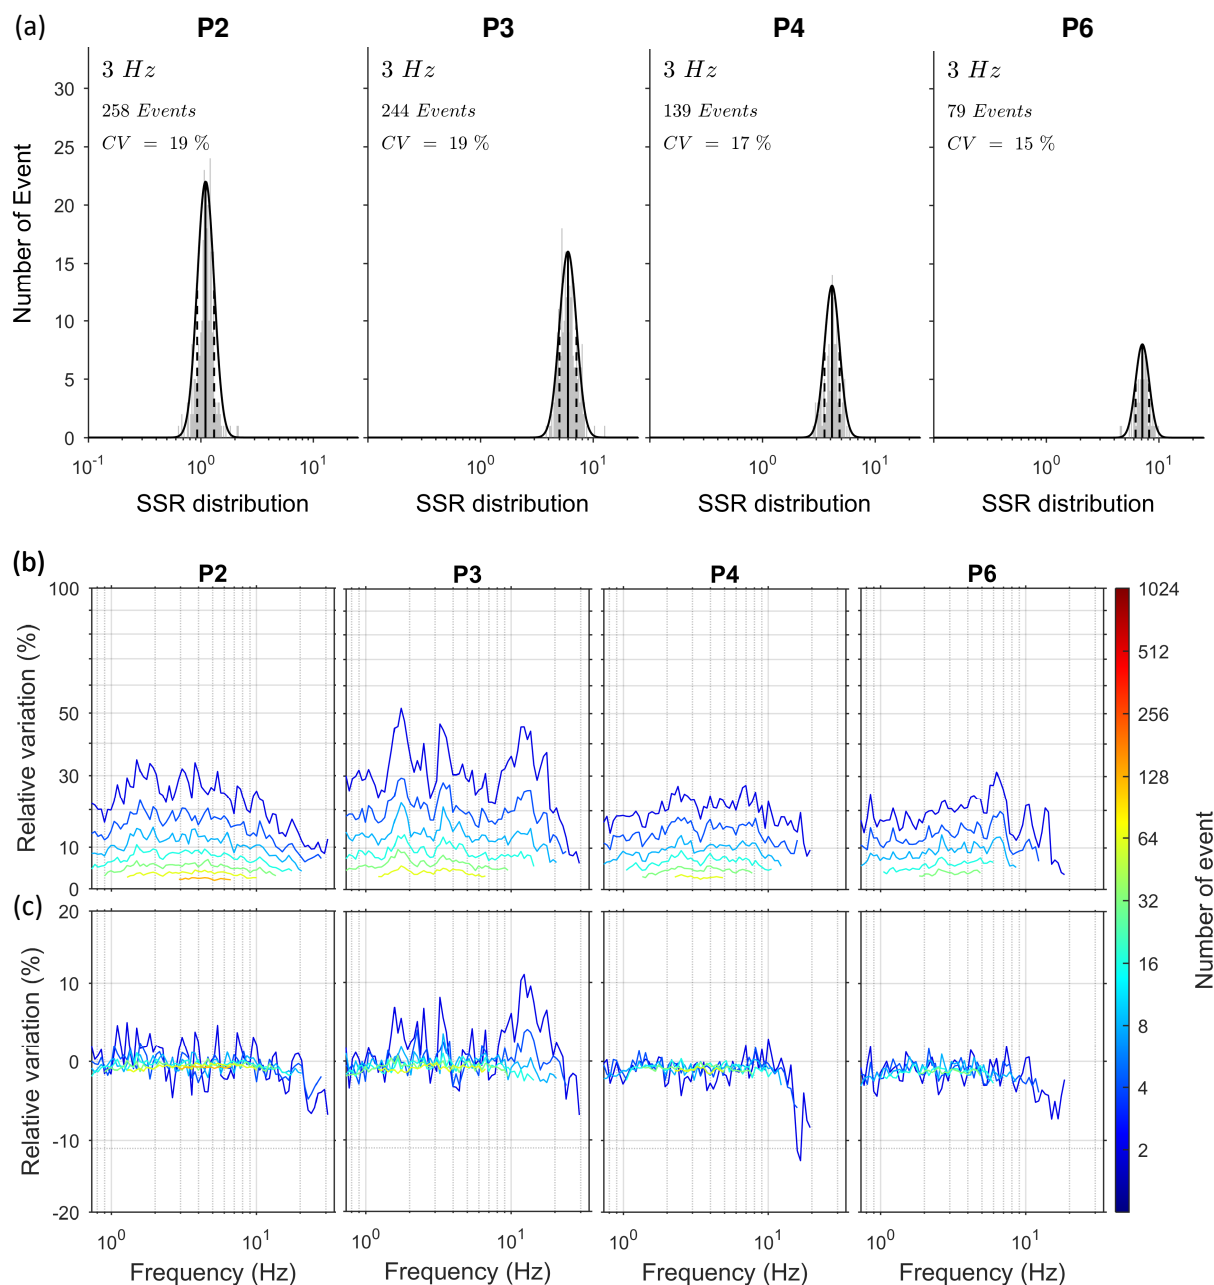 (a) P2 P3 P4 P6
3 Hz 3 Hz 3 Hz 3 Hz
258 Events 244 Events 139 Events 79 Events
CV = 19 % CV = 19 % CV = 17 % CV = 15 %
Number of Event
30
25
20
15
10
5
0
10-1 100 101 100 101 100 101 100 101
SSR distribution SSR distribution SSR distribution SSR distribution
(b) P2 P3 P4 P6
Relative variation (%)
100
50
30
10
0
(c)
Relative variation (%)
20
10
0
-10
-20
100 101 100 101 100 101 100 101
Frequency (Hz) Frequency (Hz) Frequency (Hz) Frequency (Hz)
1024
512
256
128
64
32
16
8
4
2
Number of event